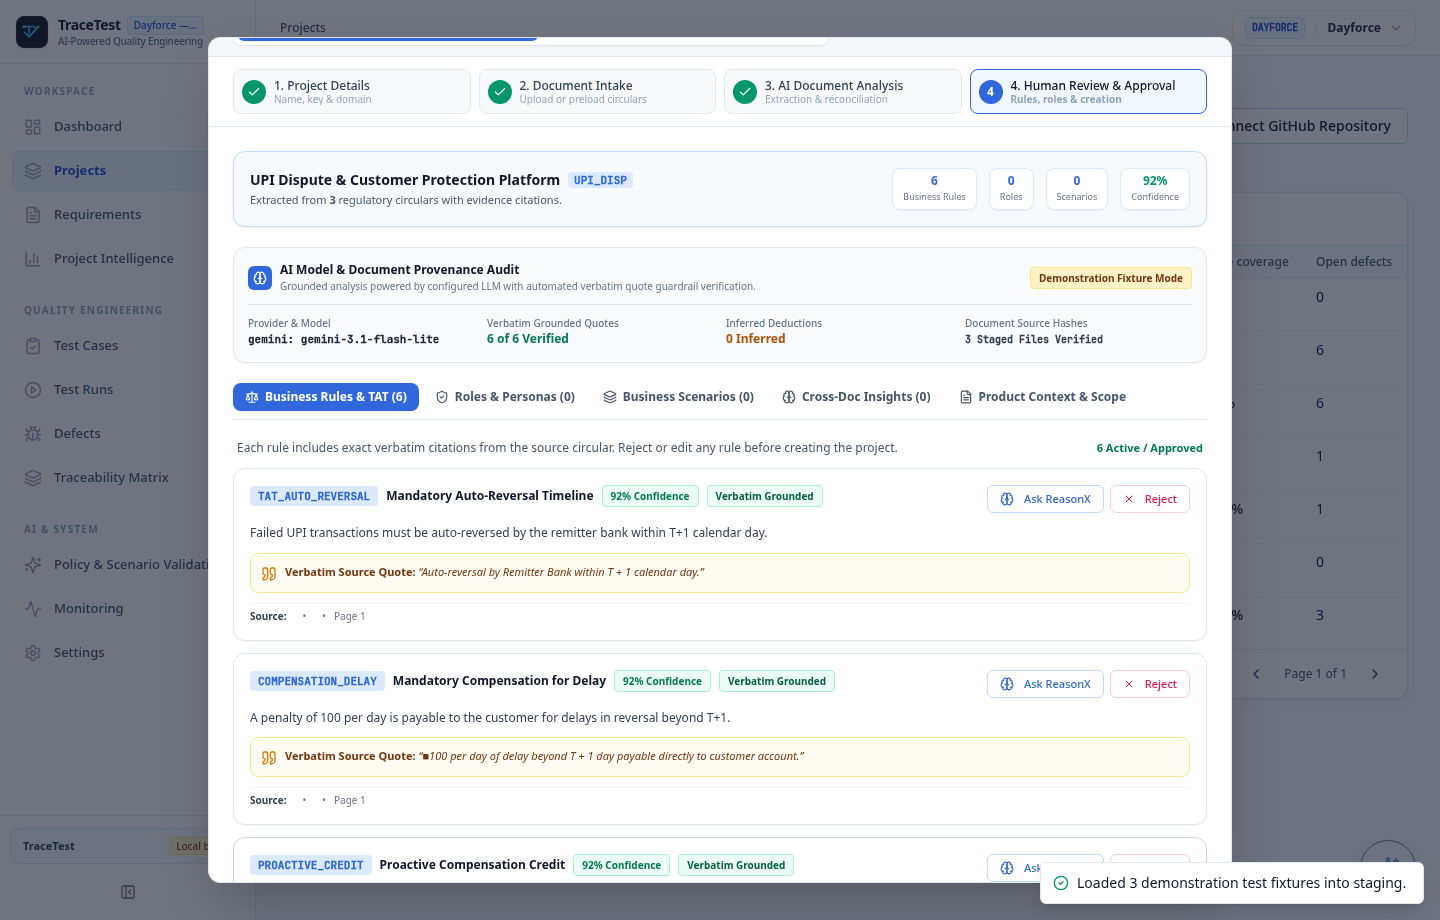 TraceTest
Dayforce —...
AI-Powered Quality Engineering
Projects
DAYFORCE
Dayforce
WORKSPACE
Dashboard
Projects
Requirements
Project Intelligence
QUALITY ENGINEERING
Test Cases
Test Runs
Defects
Traceability Matrix
AI & SYSTEM
Policy & Scenario Validati
Monitoring
Settings
TraceTest
Local b
1. Project Details
Name, key & domain
2. Document Intake
Upload or preload circulars
3. AI Document Analysis
Extraction & reconciliation
4
4. Human Review & Approval
Rules, roles & creation
nnect GitHub Repository
UPI Dispute & Customer Protection Platform
UPI_DISP
Extracted from 3 regulatory circulars with evidence citations.
6
Business Rules
0
Roles
0
Scenarios
92%
Confidence
AI Model & Document Provenance Audit
Grounded analysis powered by configured LLM with automated verbatim quote guardrail verification.
Demonstration Fixture Mode
Provider & Model
gemini: gemini-3.1-flash-lite
Verbatim Grounded Quotes
6 of 6 Verified
Inferred Deductions
0 Inferred
Document Source Hashes
3 Staged Files Verified
Business Rules & TAT (6)
Roles & Personas (0)
Business Scenarios (0)
Cross-Doc Insights (0)
Product Context & Scope
Each rule includes exact verbatim citations from the source circular. Reject or edit any rule before creating the project.
6 Active / Approved
TAT_AUTO_REVERSAL
Mandatory Auto-Reversal Timeline
92% Confidence
Verbatim Grounded
Ask ReasonX
Reject
Failed UPI transactions must be auto-reversed by the remitter bank within T+1 calendar day.
Verbatim Source Quote: “Auto-reversal by Remitter Bank within T + 1 calendar day.”
Source: • • Page 1
COMPENSATION_DELAY
Mandatory Compensation for Delay
92% Confidence
Verbatim Grounded
Ask ReasonX
Reject
A penalty of 100 per day is payable to the customer for delays in reversal beyond T+1.
Verbatim Source Quote: “■100 per day of delay beyond T + 1 day payable directly to customer account.”
Source: • • Page 1
PROACTIVE_CREDIT
Proactive Compensation Credit
92% Confidence
Verbatim Grounded
Ask
coverage
Open defects
0
6
6
1
%
1
0
%
3
Page 1 of 1
Loaded 3 demonstration test fixtures into staging.